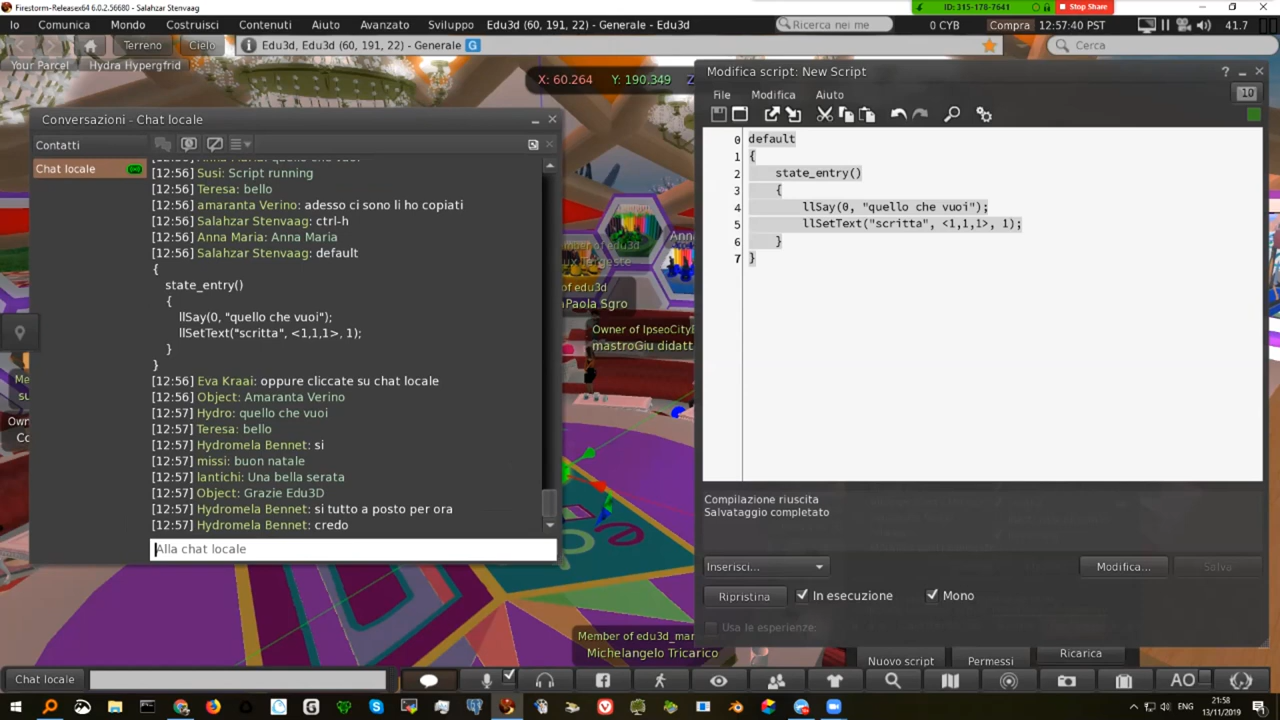 Firestorm-Releasex64 6.0.2.56680 - Salahzar Stenvaag
ID: 315-178-7641
Stop Share
Io Comunica Mondo Costruisci Contenuti Aiuto Avanzato Sviluppo Edu3d (60, 191, 22) - Generale - Edu3d
Ricerca nei me
0 CYB Compra 12:57:40 PST
41.7
Terreno Cielo
Edu3d, Edu3d (60, 191, 22) - Generale G
Cerca
Your Parcel Hydra Hypergfrid
X: 60.264 Y: 190.349 Z
Conversazioni - Chat locale
Contatti
Chat locale
[12:56] Susi: Script running
[12:56] Teresa: bello
[12:56] amaranta Verino: adesso ci sono li ho copiati
[12:56] Salahzar Stenvaag: ctrl-h
[12:56] Anna Maria: Anna Maria
[12:56] Salahzar Stenvaag: default
{
state_entry()
{
llSay(0, "quello che vuoi");
llSetText("scritta", <1,1,1>, 1);
}
}
[12:56] Eva Kraai: oppure cliccate su chat locale
[12:56] Object: Amaranta Verino
[12:57] Hydro: quello che vuoi
[12:57] Teresa: bello
[12:57] Hydromela Bennet: si
[12:57] missi: buon natale
[12:57] lantichi: Una bella serata
[12:57] Object: Grazie Edu3D
[12:57] Hydromela Bennet: si tutto a posto per ora
[12:57] Hydromela Bennet: credo
Alla chat locale
Member of edu3d
of edu3d
Paola Sgro
Owner of IpseoCity
mastroGiu didatt
Member of edu3d_mar
Michelangelo Tricarico
Modifica script: New Script
File Modifica Aiuto
10
0 default
1 {
2 state_entry()
3 {
4 llSay(0, "quello che vuoi");
5 llSetText("scritta", <1,1,1>, 1);
6 }
7 }
Compilazione riuscita
Salvataggio completato
Inserisci...
Modifica...
Salva
Ripristina
In esecuzione
Mono
Usa le esperienze:
Nuovo script Permessi Ricarica
Chat locale
AO
ENG
21:58
13/11/2019